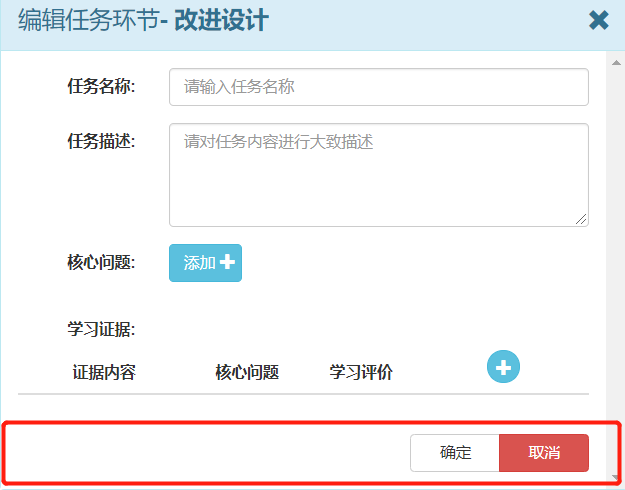 编辑任务环节- 改进设计
任务名称: 请输入任务名称
任务描述: 请对任务内容进行大致描述
核心问题: 添加
学习证据:
证据内容 核心问题 学习评价
确定 取消